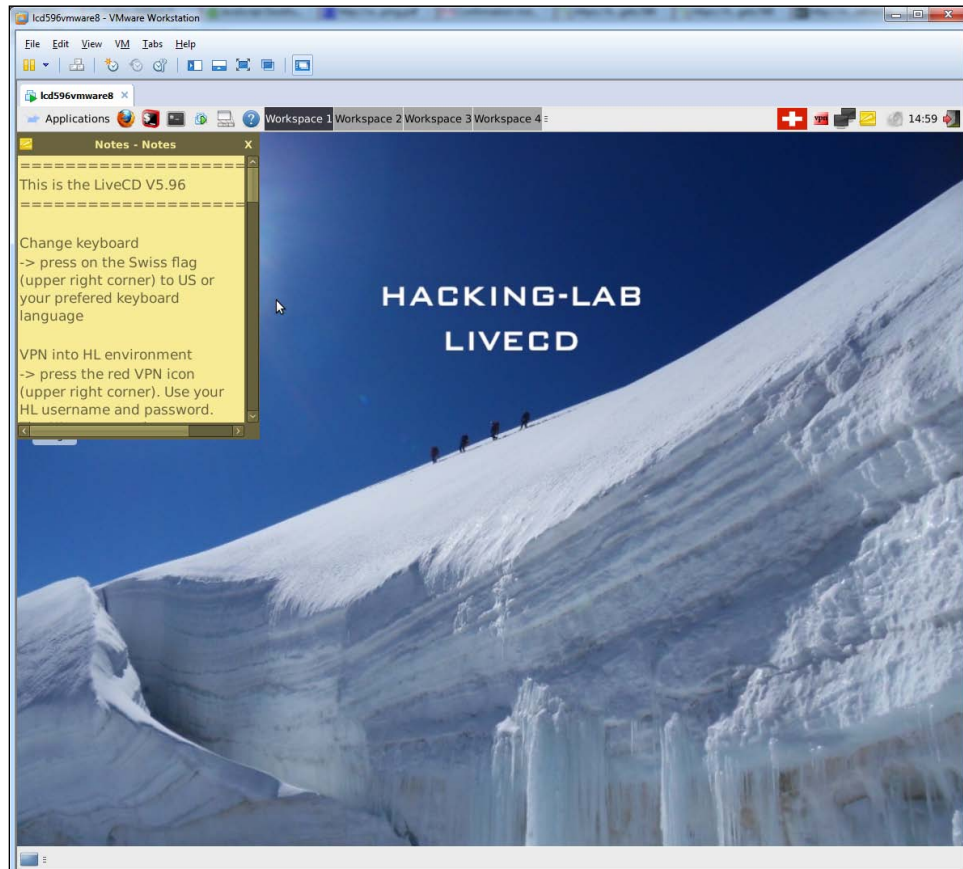 lcd596vmware8 - VMware Workstation
File Edit View VM Tabs Help
lcd596vmware8
Applications Workspace 1 Workspace 2 Workspace 3 Workspace 4 vpn 14:59
Notes - Notes X
=====================
This is the LiveCD V5.96
=====================
Change keyboard
-> press on the Swiss flag
(upper right corner) to US or
your prefered keyboard
language
VPN into HL environment
-> press the red VPN icon
(upper right corner). Use your
HL username and password.
HACKING-LAB
LIVECD